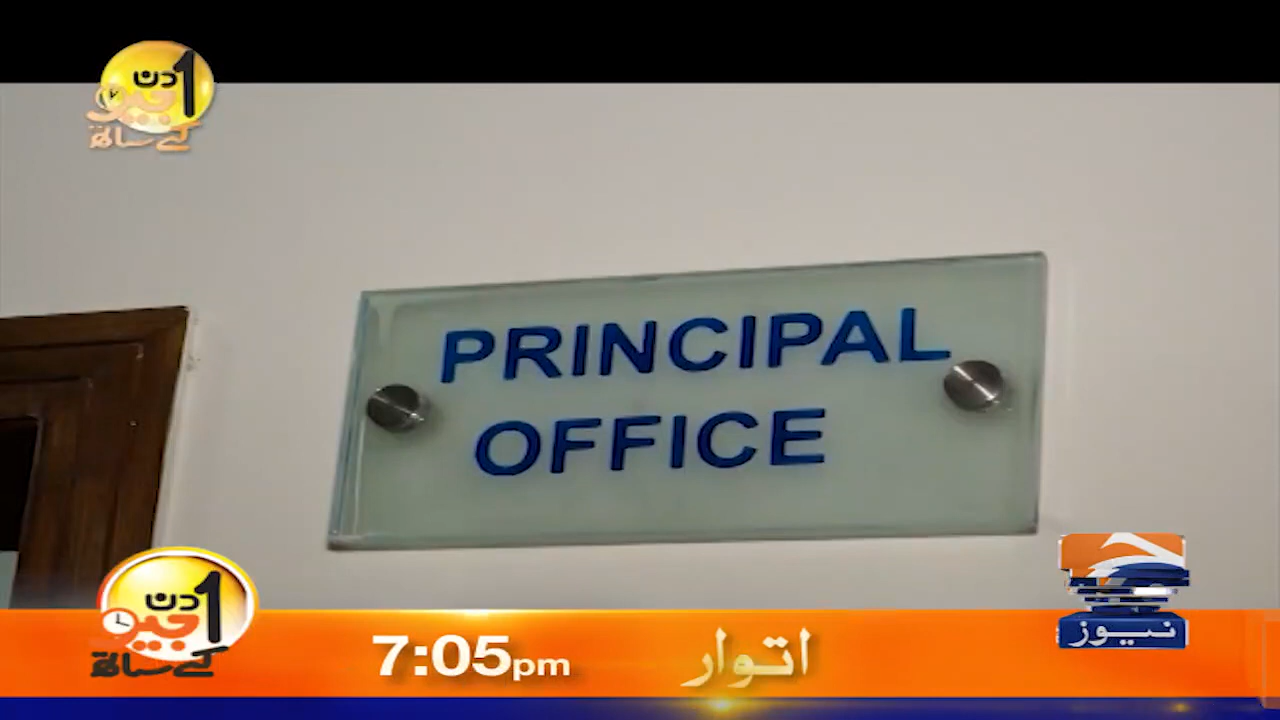 1 دن
جیو
کے ساتھ
PRINCIPAL
OFFICE
1 دن
جیو
کے ساتھ
7:05pm
اتوار
نیوز